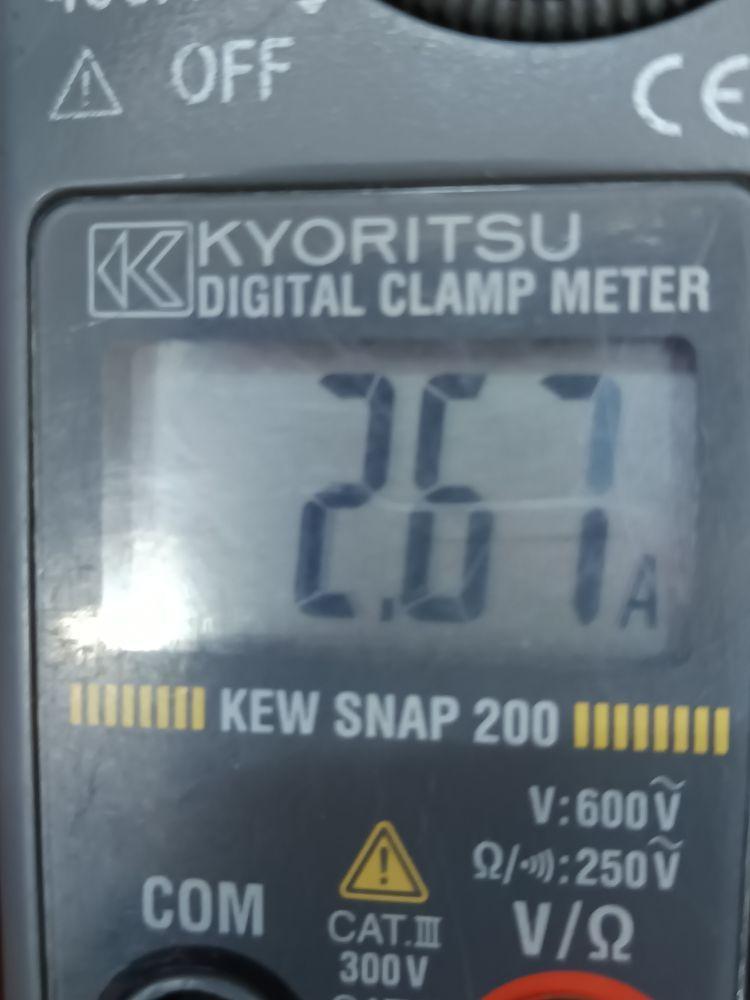 OFF
CE
KYORITSU
DIGITAL CLAMP METER
2.67 A
KEW SNAP 200
V:600V
Ω/•))):250V
COM
CAT.III
300V
V/Ω